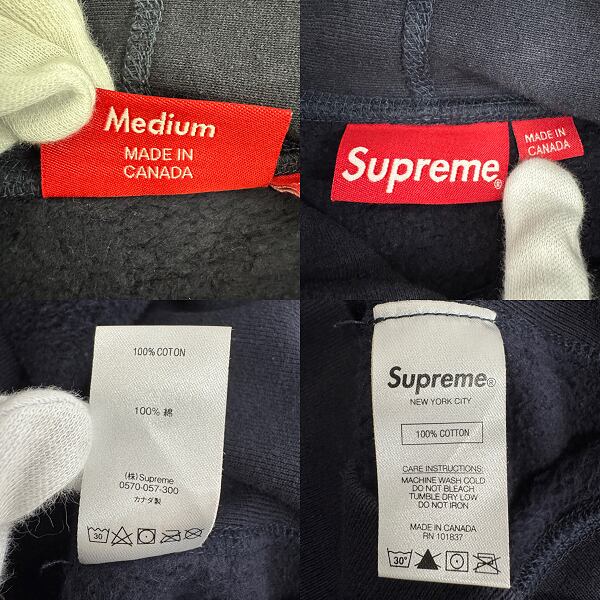 Medium
MADE IN
CANADA
Supreme®
MADE IN
CANADA
100% COTON
100% 綿
(株)Supreme
0570-057-300
カナダ製
30
Supreme®
NEW YORK CITY
100% COTTON
CARE INSTRUCTIONS:
MACHINE WASH COLD
DO NOT BLEACH
TUMBLE DRY LOW
DO NOT IRON
MADE IN CANADA
RN 101837
30°